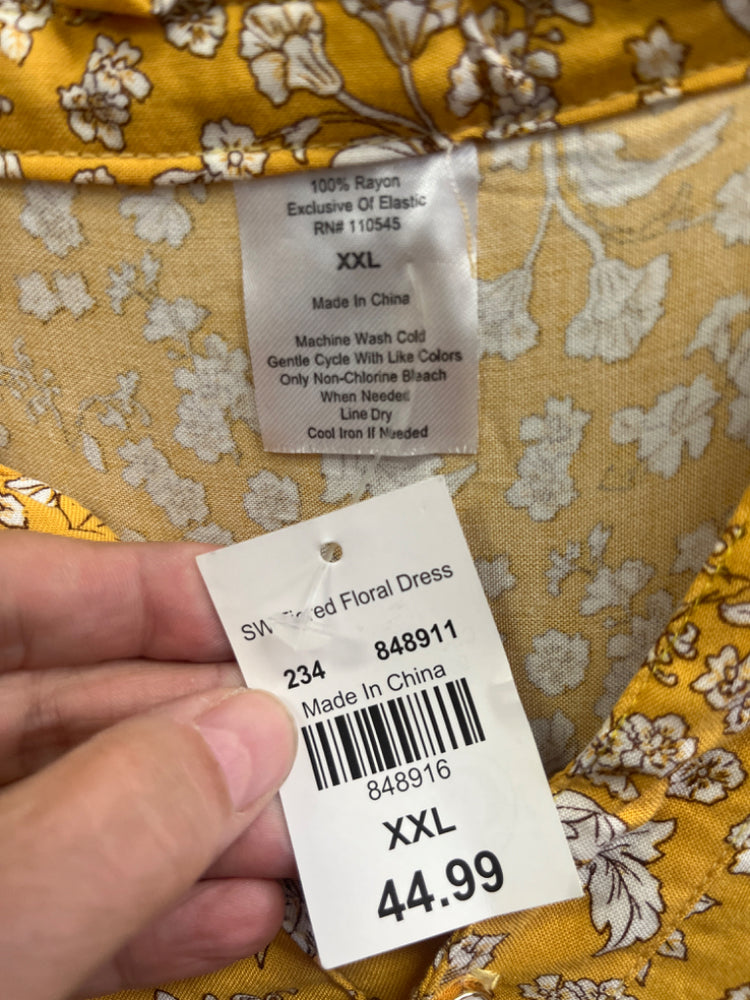 100% Rayon
Exclusive Of Elastic
RN# 110545
XXL
Made In China
Machine Wash Cold
Gentle Cycle With Like Colors
Only Non-Chlorine Bleach
When Needed
Line Dry
Cool Iron If Needed
SW Tiered Floral Dress
234 848911
Made In China
848916
XXL
44.99